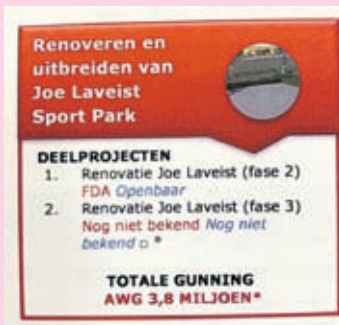 Renoveren en
uitbreiden van
Joe Laveist
Sport Park
DEELPROJECTEN
1. Renovatie Joe Laveist (fase 2)
FDA Openbaar
2. Renovatie Joe Laveist (fase 3)
Nog niet bekend Nog niet
bekend □ *
TOTALE GUNNING
AWG 3,8 MILJOEN*